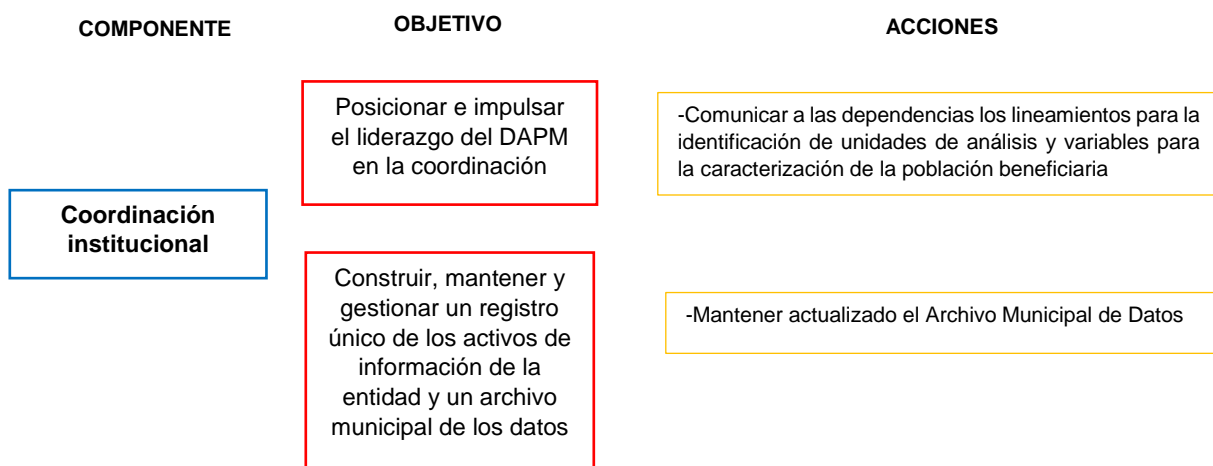 COMPONENTE
OBJETIVO
ACCIONES
Coordinación
institucional
Posicionar e impulsar
el liderazgo del DAPM
en la coordinación
-Comunicar a las dependencias los lineamientos para la
identificación de unidades de análisis y variables para
la caracterización de la población beneficiaria
Construir, mantener y
gestionar un registro
único de los activos de
información de la
entidad y un archivo
municipal de los datos
-Mantener actualizado el Archivo Municipal de Datos